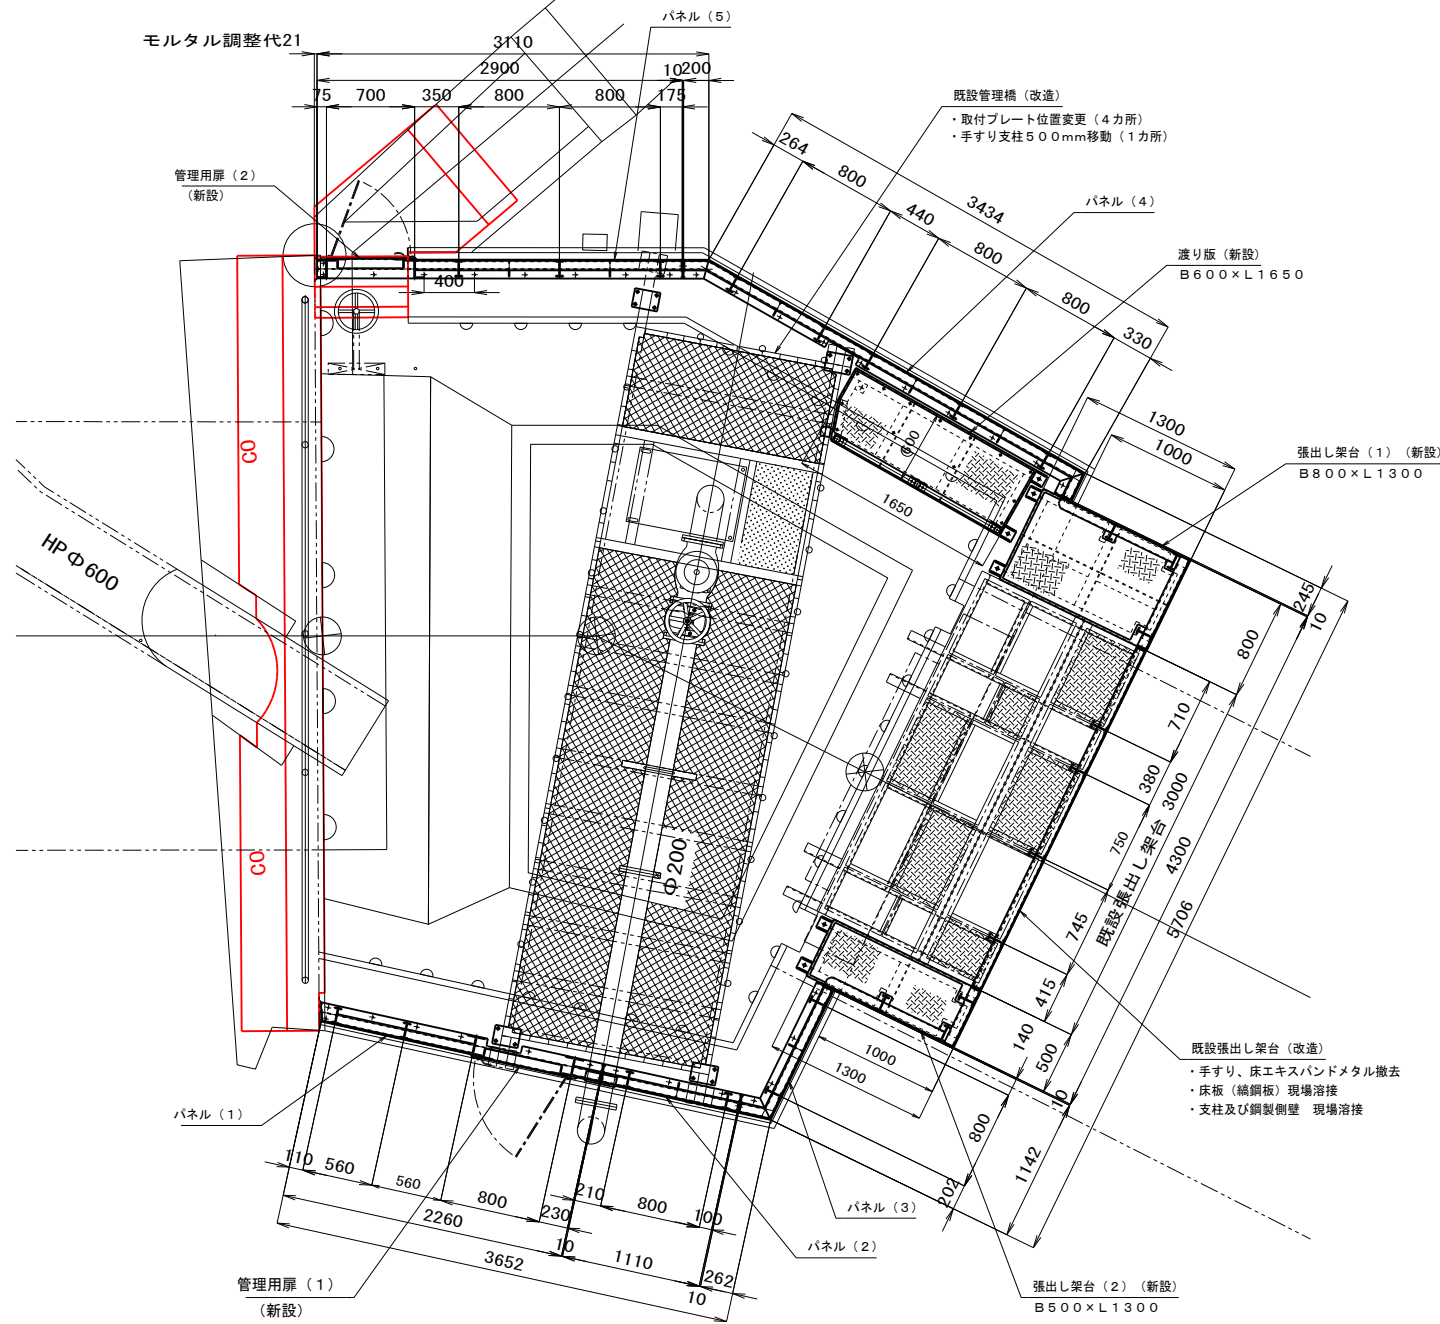 モルタル調整代21
3110
2900
10
200
75
700
350
800
800
175
パネル（5）
管理用扉（2）
（新設）
400
既設管理橋（改造）
・取付プレート位置変更（4カ所）
・手すり支柱500mm移動（1カ所）
264
800
440
800
800
330
3434
パネル（4）
渡り版（新設）
B600×L1650
1300
1000
張出し架台（1）（新設）
B800×L1300
600
1650
CO
HPΦ600
CO
Φ200
245
10
800
710
380
3000
750
4300
5706
既設張出し架台
745
415
140
500
10
800
1142
202
1000
1300
既設張出し架台（改造）
・手すり、床エキスパンドメタル撤去
・床板（縞鋼板）現場溶接
・支柱及び鋼製側壁　現場溶接
パネル（1）
110
560
560
800
230
210
800
100
2260
10
1110
262
3652
10
パネル（3）
パネル（2）
管理用扉（1）
（新設）
張出し架台（2）（新設）
B500×L1300